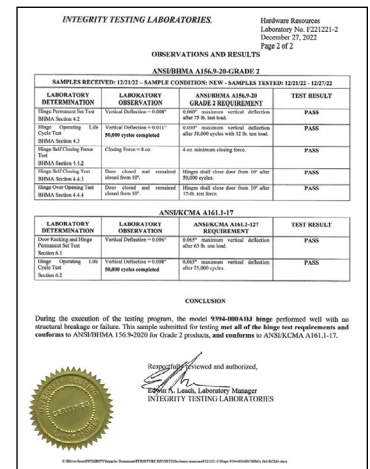 INTEGRITY TESTING LABORATORIES.
Hardware Resources
Laboratory No. F221221-2
December 27, 2022
Page 2 of 2
OBSERVATIONS AND RESULTS
ANSI/BHMA A156.9-20-GRADE 2
SAMPLES RECEIVED: 12/21/22 – SAMPLE CONDITION: NEW - SAMPLES TESTED: 12/21/22 - 12/27/22
LABORATORY DETERMINATION
LABORATORY OBSERVATION
ANSI/BHMA A156.9-20 GRADE 2 REQUIREMENT
TEST RESULT
Hinge Permanent Set Test
BHMA Section 4.2
Vertical Deflection = 0.008"
0.060" maximum vertical deflection
after 75 lb. test load.
PASS
Hinge Operating Life
Cycle Test
BHMA Section 4.3
Vertical Deflection = 0.011"
50,000 cycles completed
maximum vertical deflection
after 50,000 cycles with 12 lb. test load.
PASS
Hinge Self Closing Force
Test
BHMA Section
Closing Force = 8 oz.
4 oz. minimum closing force.
PASS
Hinge Self Closing Test
BHMA Section 4.4.3
Door closed and remained
closed from 10°.
Hinges shall close door from 10° after
50,000 cycles.
PASS
Hinge Over Opening Test
BHMA Section 4.4.4
Door closed and remained
closed from 10°.
Hinges shall close door from 10° after
17-lb. test force.
PASS
ANSI/KCMA A161.1-17
LABORATORY DETERMINATION
LABORATORY OBSERVATION
ANSI/KCMA
REQUIREMENT
TEST RESULT
Door Racking and Hinge
Permanent Set Test
Section 6.1
Vertical Deflection = 0.006"
0.065" maximum vertical deflection
after 65 lb. test load.
PASS
Hinge Operating Life
Cycle Test
Section 6.2
Vertical Deflection = 0.008"
50,000 cycles completed
0.065" maximum vertical deflection
after 25,000 cycles.
PASS
CONCLUSION
During the execution of the testing program, the model 9394-000ADJ hinge performed well with no
structural breakage or failure. This sample submitted for testing met all of the hinge test requirements and
conforms to ANSI/BHMA 156.9-2020 for Grade 2 products, and conforms to ANSI/KCMA A161.1-17.
Respectfully reviewed and authorized,
Edwin A. Leach, Laboratory Manager
INTEGRITY TESTING LABORATORIES
CERTIFIED